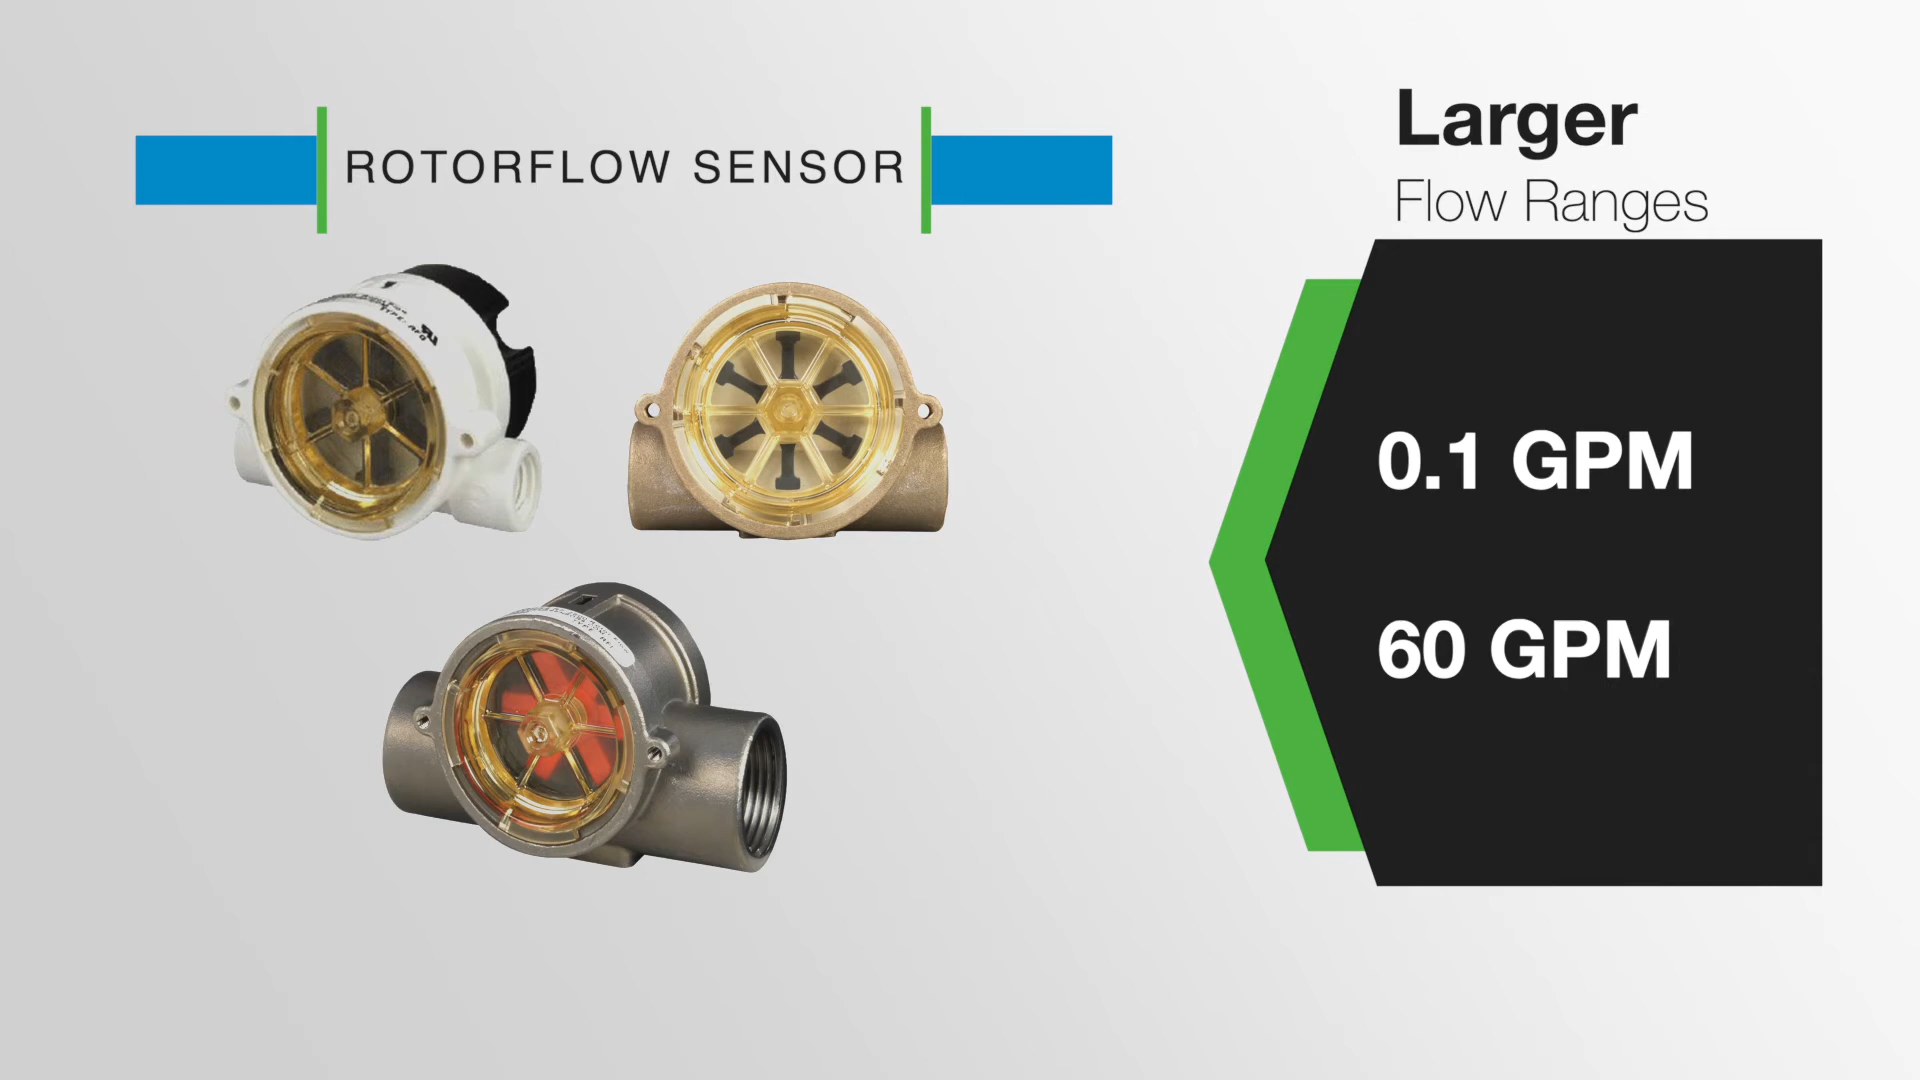 ROTORFLOW SENSOR
Larger
Flow Ranges
0.1 GPM
60 GPM